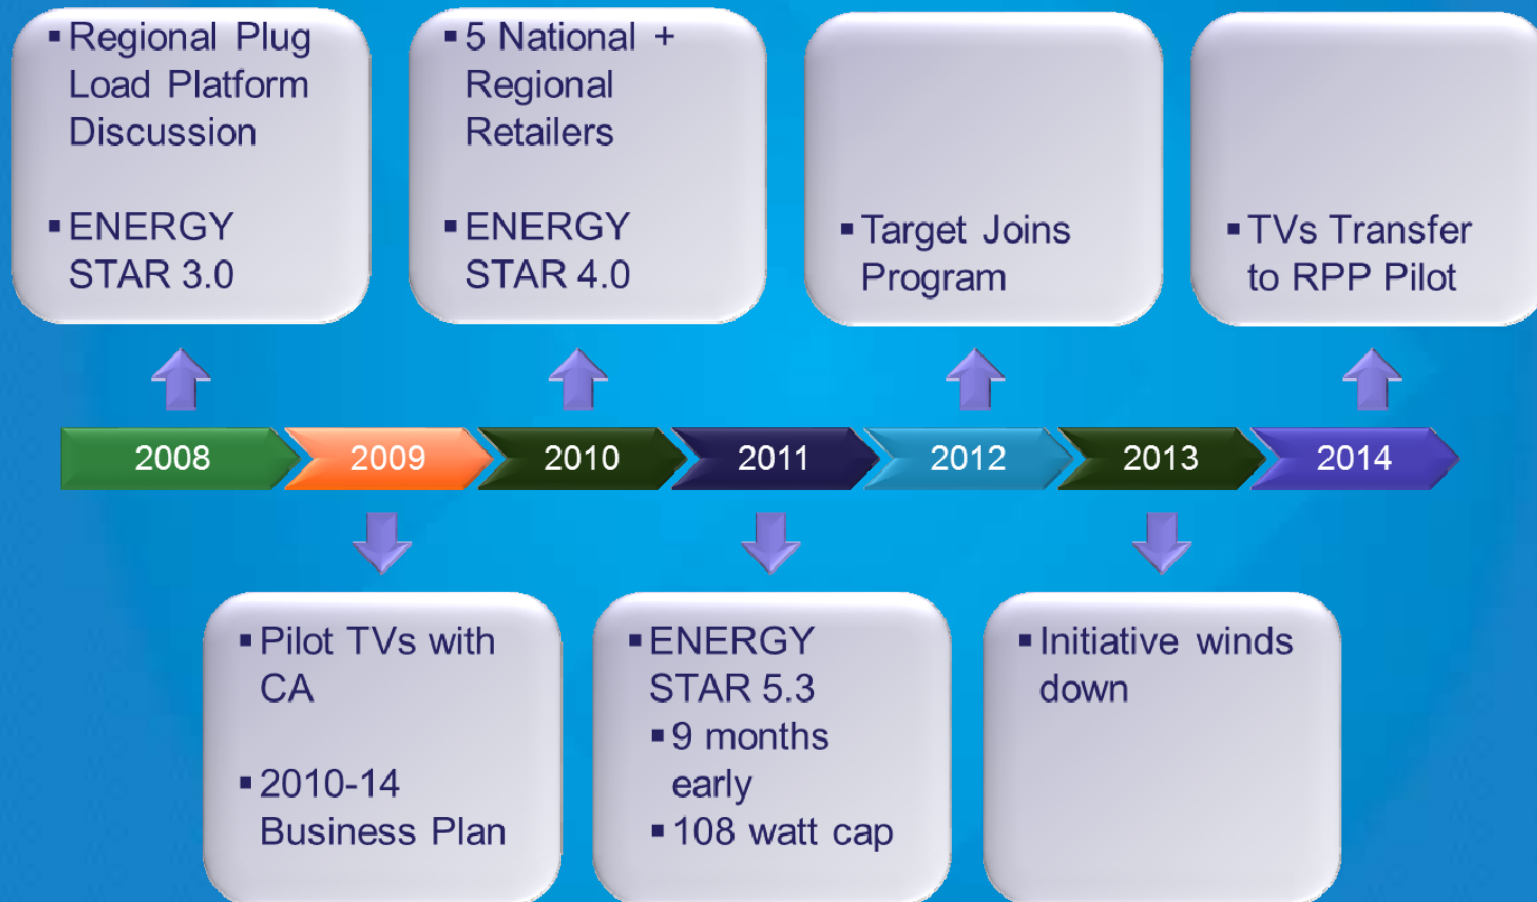 ▪ Regional Plug
Load Platform
Discussion
▪ ENERGY
STAR 3.0
▪ 5 National +
Regional
Retailers
▪ ENERGY
STAR 4.0
▪ Target Joins
Program
▪ TVs Transfer
to RPP Pilot
2008
2009
2010
2011
2012
2013
2014
▪ Pilot TVs with
CA
▪ 2010-14
Business Plan
▪ ENERGY
STAR 5.3
▪ 9 months
early
▪ 108 watt cap
▪ Initiative winds
down